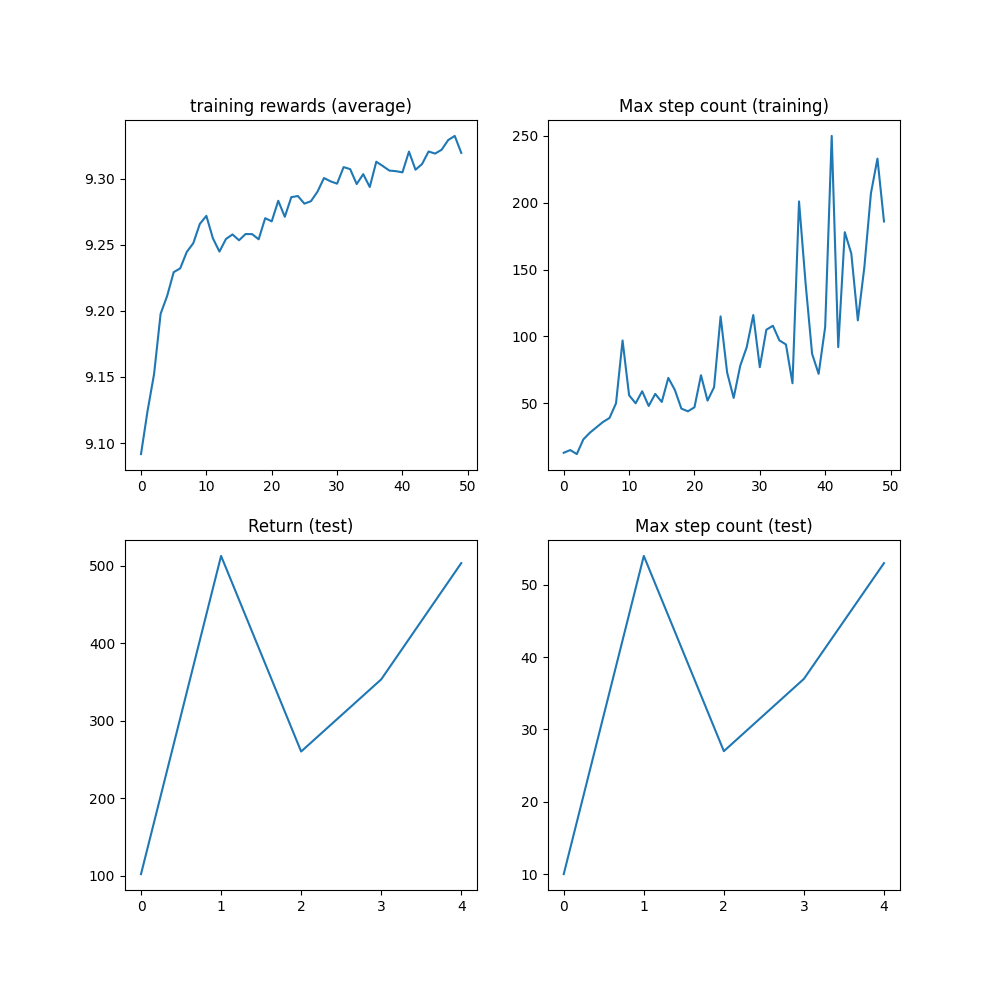 training rewards (average)
9.30
9.25
9.20
9.15
9.10
0 10 20 30 40 50
Max step count (training)
250
200
150
100
50
0 10 20 30 40 50
Return (test)
500
400
300
200
100
0 1 2 3 4
Max step count (test)
50
40
30
20
10
0 1 2 3 4